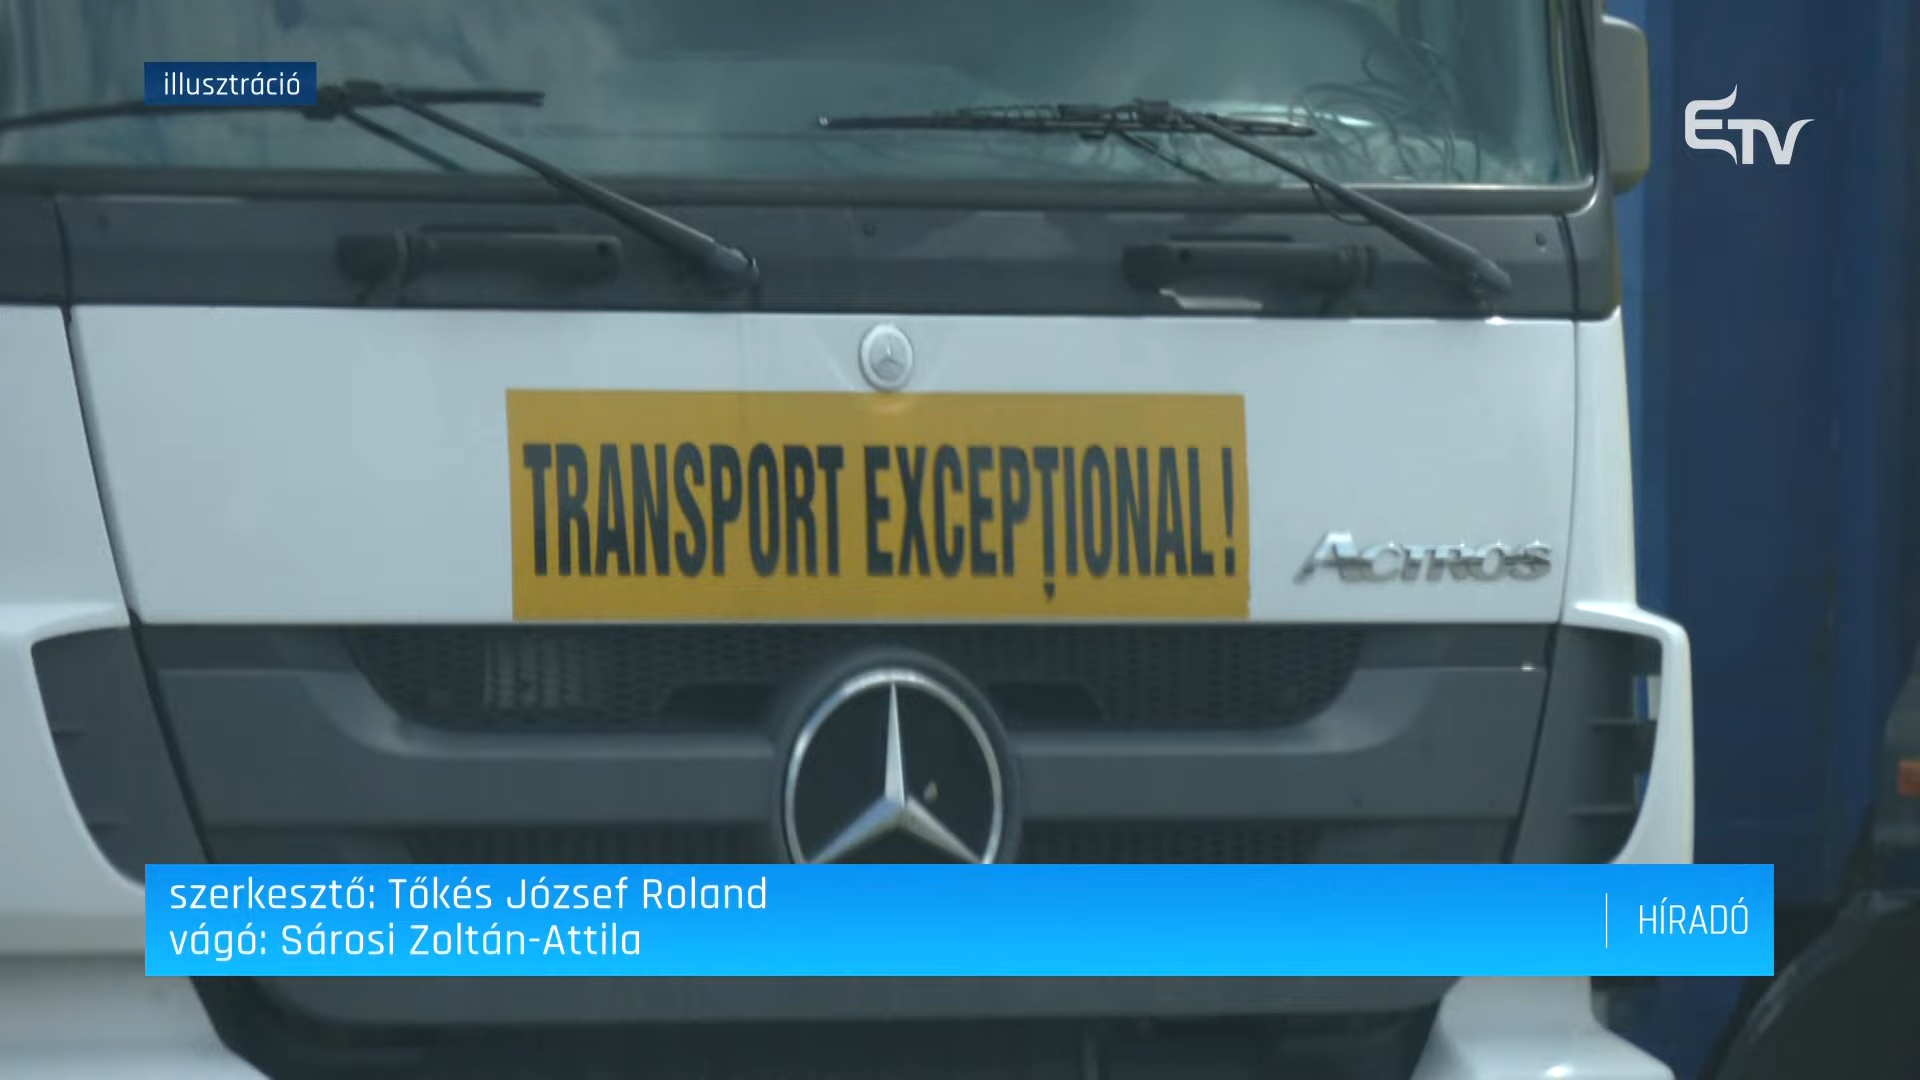 illusztráció
ETV
TRANSPORT EXCEPȚIONAL!
ACTROS
szerkesztő: Tőkés József Roland
vágó: Sárosi Zoltán-Attila
HÍRADÓ